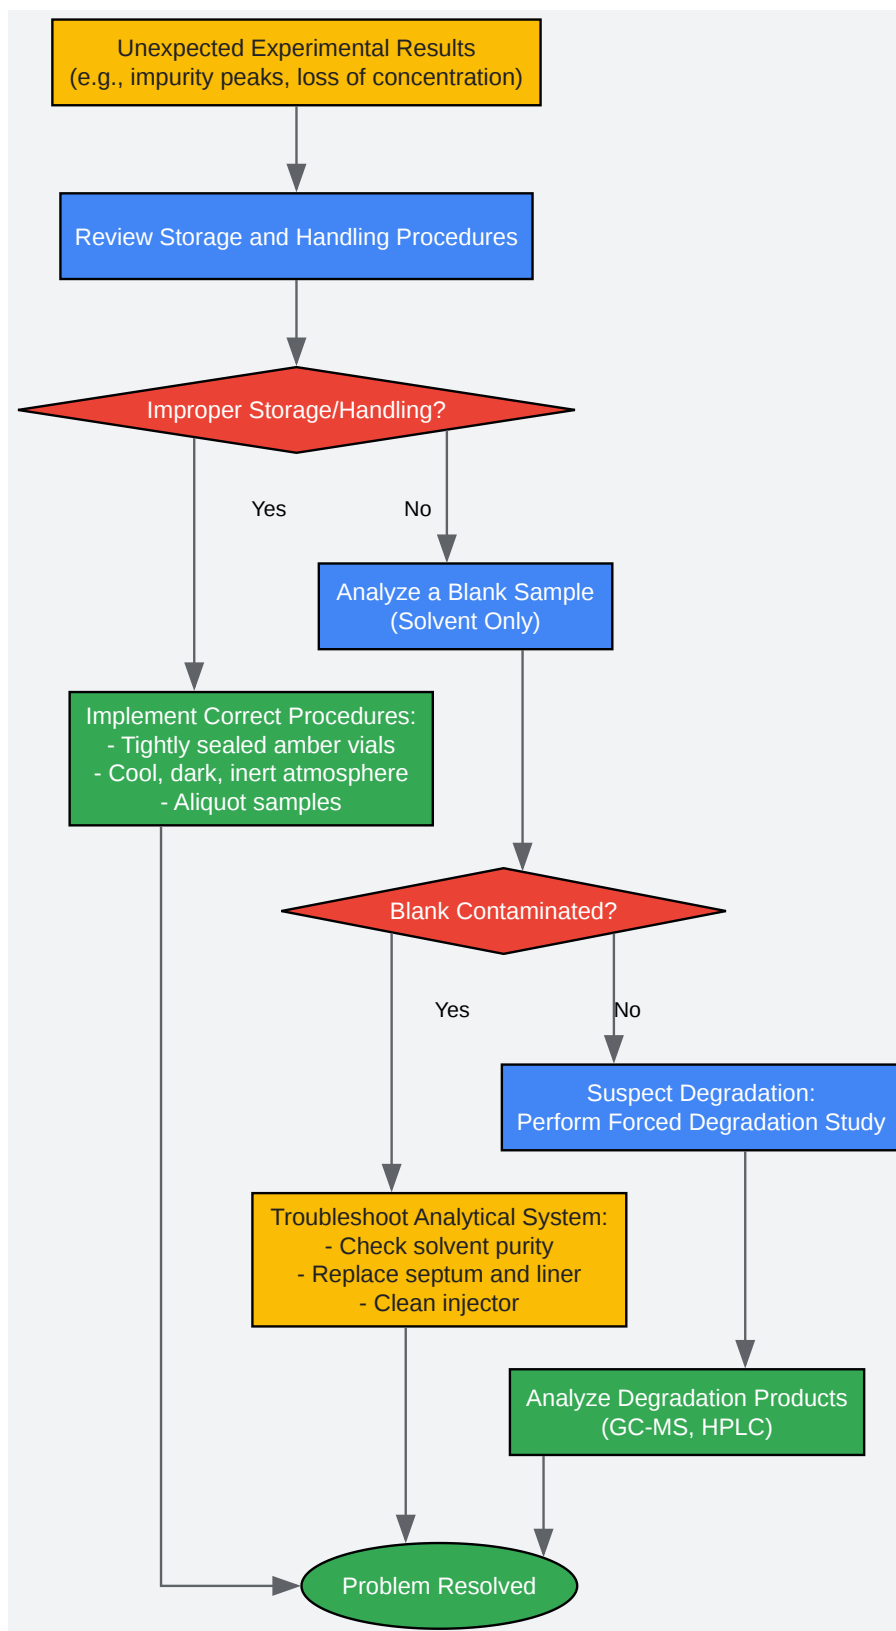 Unexpected Experimental Results
(e.g., impurity peaks, loss of concentration)
Review Storage and Handling Procedures
Improper Storage/Handling?
Yes
No
Analyze a Blank Sample
(Solvent Only)
Implement Correct Procedures:
- Tightly sealed amber vials
- Cool, dark, inert atmosphere
- Aliquot samples
Blank Contaminated?
Yes
No
Suspect Degradation:
Perform Forced Degradation Study
Troubleshoot Analytical System:
- Check solvent purity
- Replace septum and liner
- Clean injector
Analyze Degradation Products
(GC-MS, HPLC)
Problem Resolved